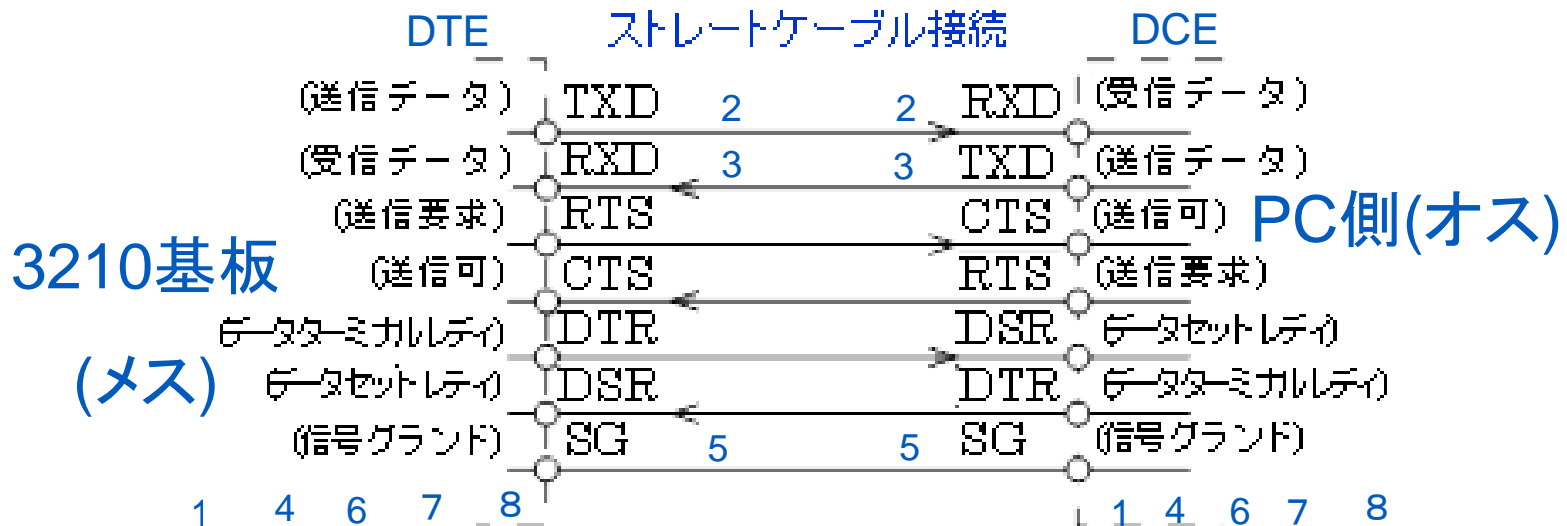 DTE ストレートケーブル接続 DCE
(送信データ) TXD 2 2 RXD (受信データ)
(受信データ) RXD 3 3 TXD (送信データ)
(送信要求) RTS CTS (送信可) PC側(オス)
3210基板 (送信可) CTS RTS (送信要求)
(データターミナルレディ) DTR DSR (データセットレディ)
(メス) (データセットレディ) DSR DTR (データターミナルレディ)
(信号グランド) SG 5 5 SG (信号グランド)
1 4 6 7 8 1 4 6 7 8